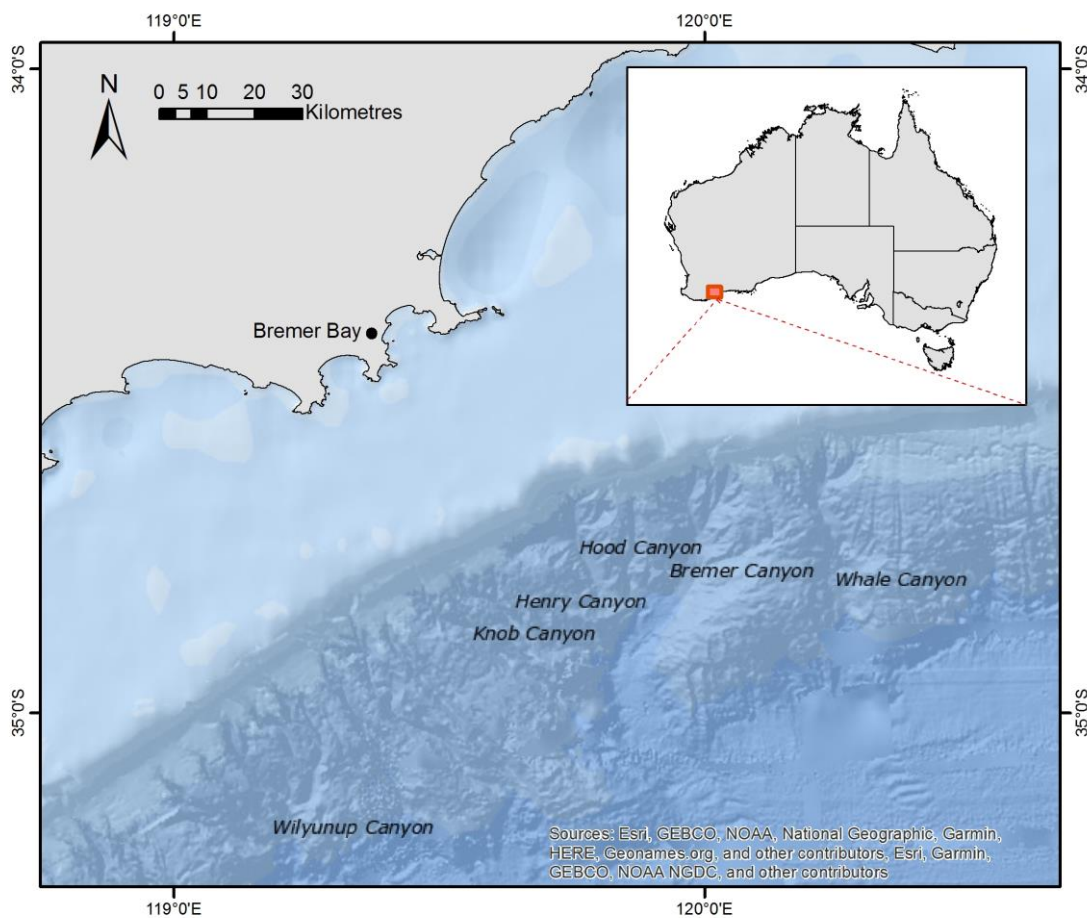 119°0'E 120°0'E
34°0'S 34°0'S
N
0 5 10 20 30
Kilometres
Bremer Bay
Hood Canyon
Bremer Canyon
Whale Canyon
Henry Canyon
Knob Canyon
35°0'S 35°0'S
Wilyunup Canyon
Sources: Esri, GEBCO, NOAA, National Geographic, Garmin,
HERE, Geonames.org, and other contributors, Esri, Garmin,
GEBCO, NOAA NGDC, and other contributors
119°0'E 120°0'E